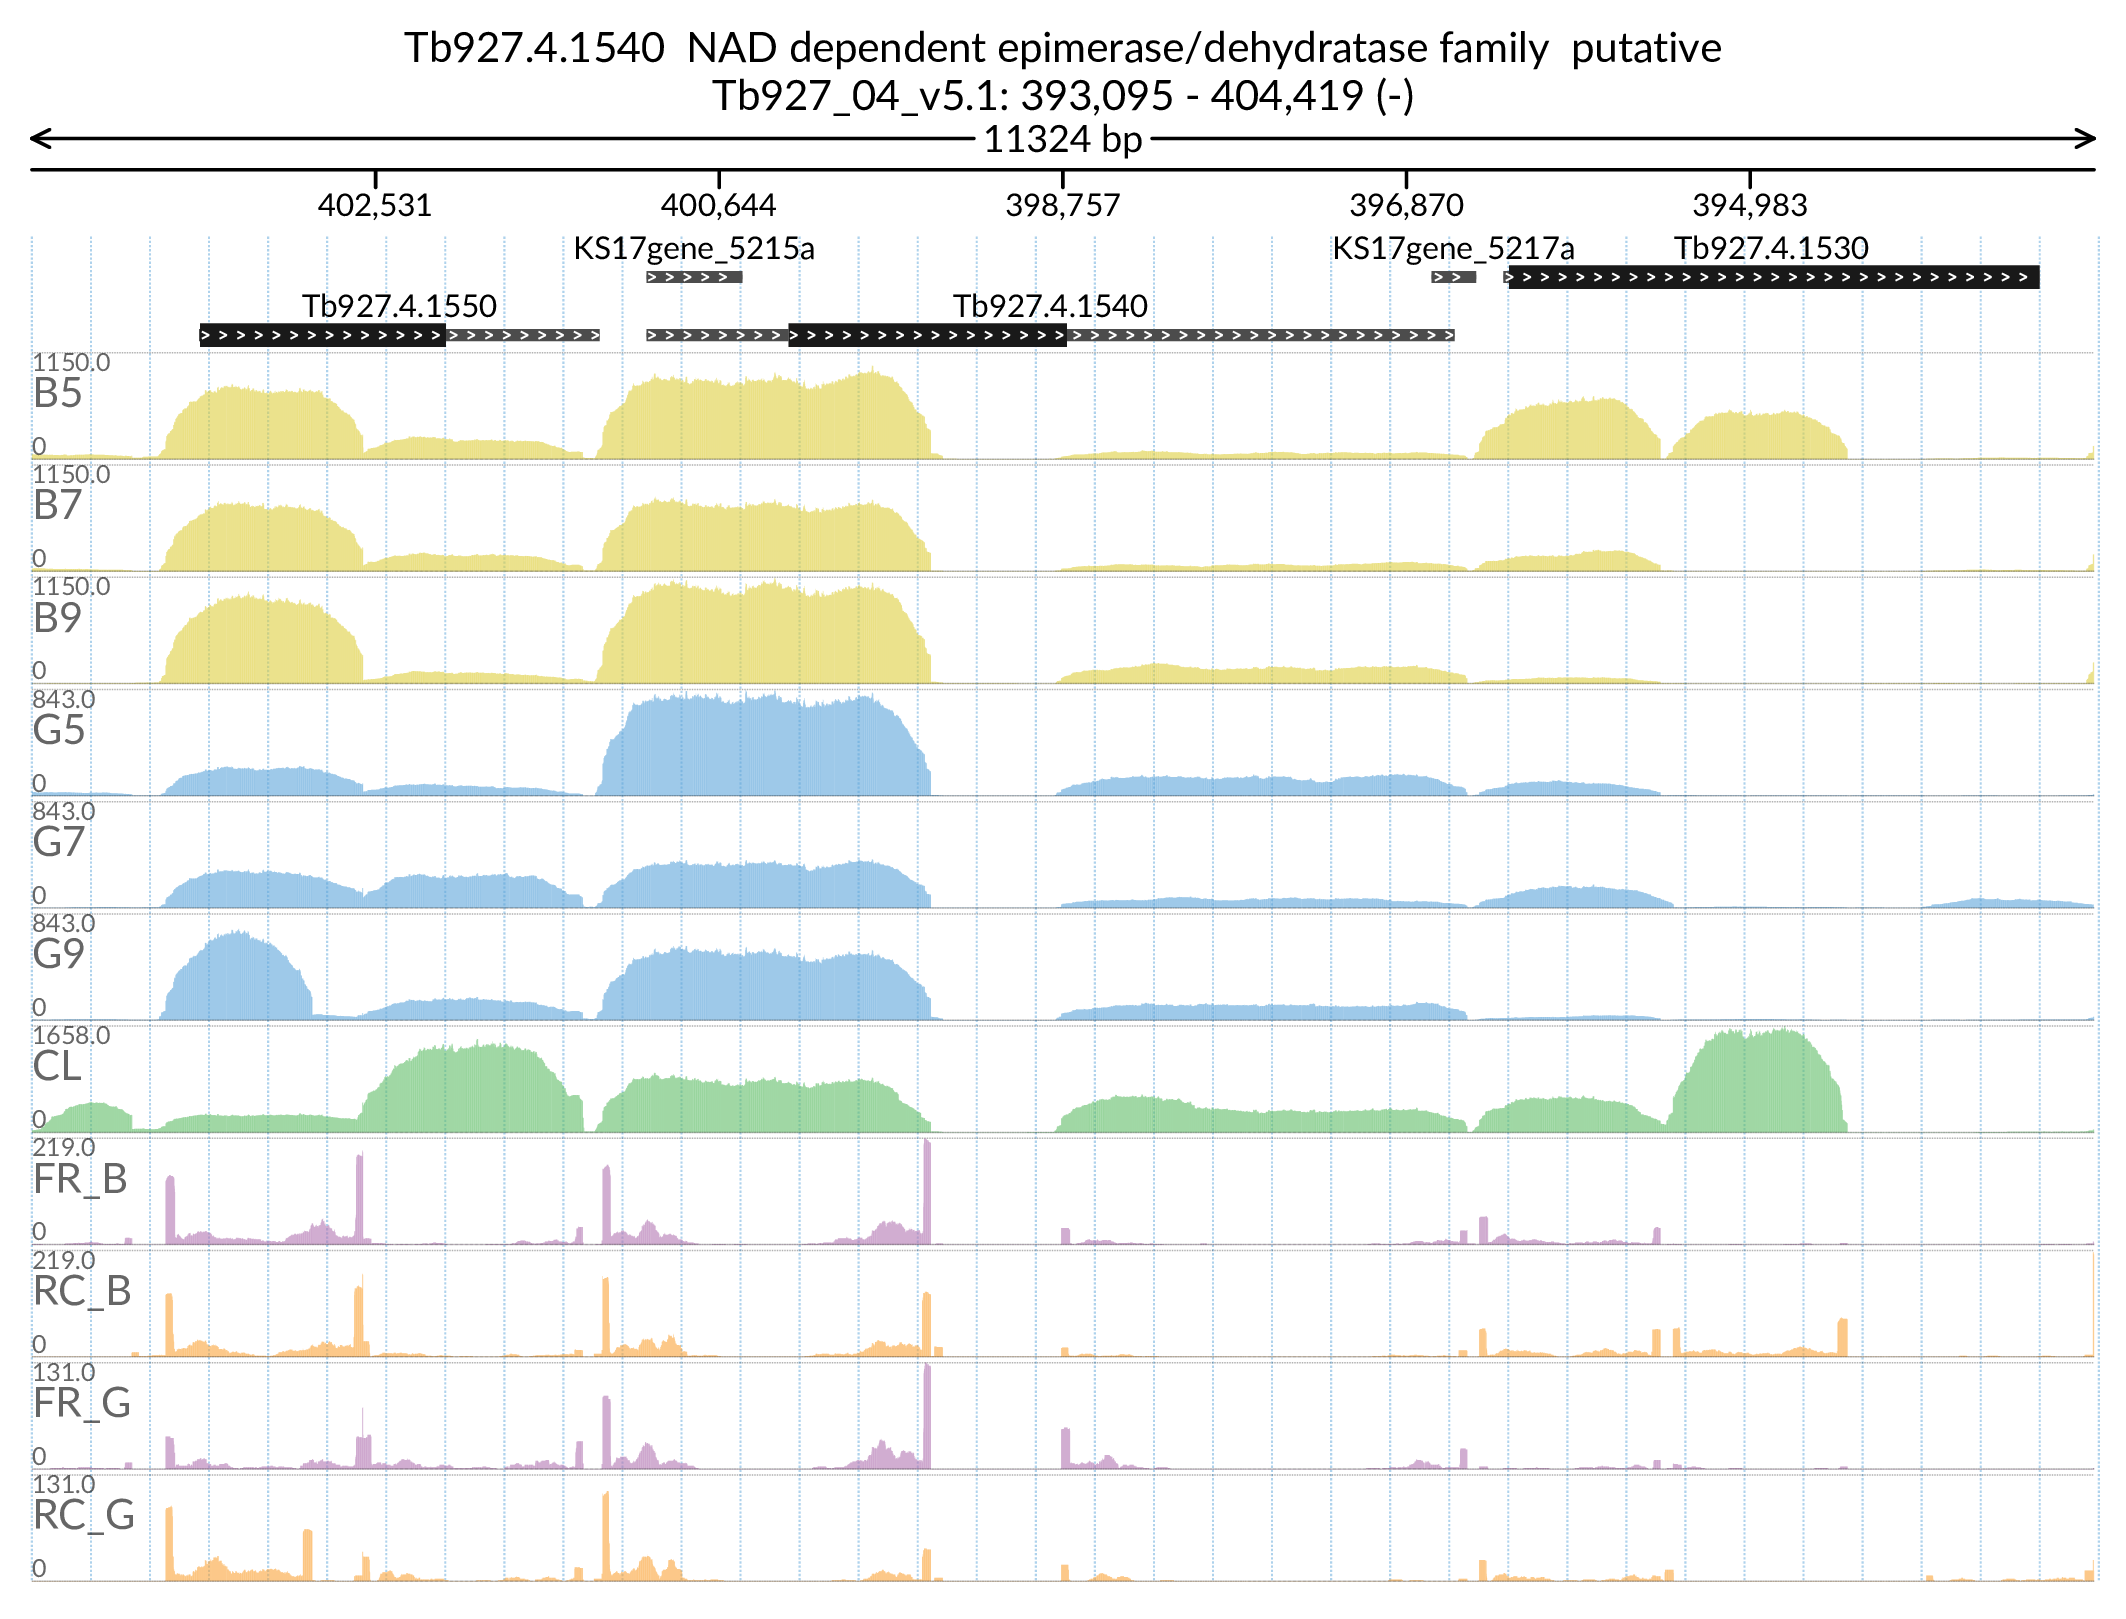 Tb927.4.1540  NAD dependent epimerase/dehydratase family  putative
Tb927_04_v5.1: 393,095 - 404,419 (-)
11324 bp
402,531 400,644 398,757 396,870 394,983
KS17gene_5215a KS17gene_5217a Tb927.4.1530
Tb927.4.1550 Tb927.4.1540
1150.0
B5
0
1150.0
B7
0
1150.0
B9
0
843.0
G5
0
843.0
G7
0
843.0
G9
0
1658.0
CL
0
219.0
FR_B
0
219.0
RC_B
0
131.0
FR_G
0
131.0
RC_G
0